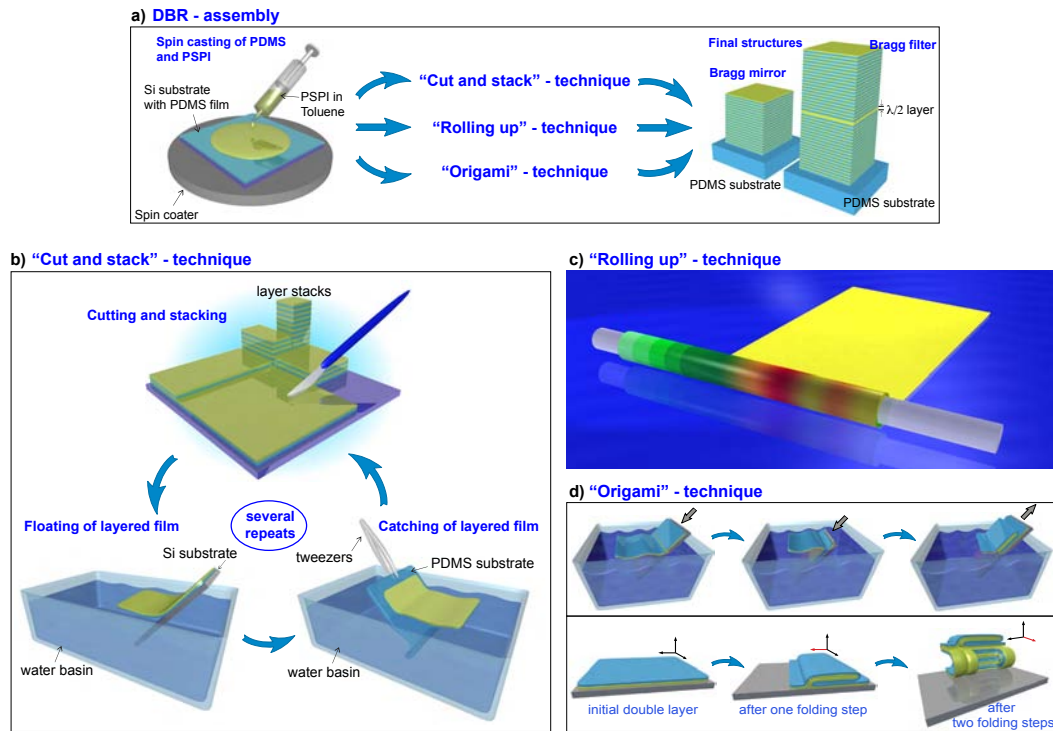 a) DBR - assembly
Spin casting of PDMS
and PSPI
Si substrate
with PDMS film
PSPI in
Toluene
Spin coater
“Cut and stack” - technique
“Rolling up” - technique
“Origami” - technique
Final structures
Bragg mirror
Bragg filter
λ/2 layer
PDMS substrate
PDMS substrate
b) “Cut and stack” - technique
layer stacks
Cutting and stacking
Floating of layered film
several
repeats
Catching of layered film
Si substrate
tweezers
PDMS substrate
water basin
water basin
c) “Rolling up” - technique
d) “Origami” - technique
initial double layer
after one folding step
after
two folding steps